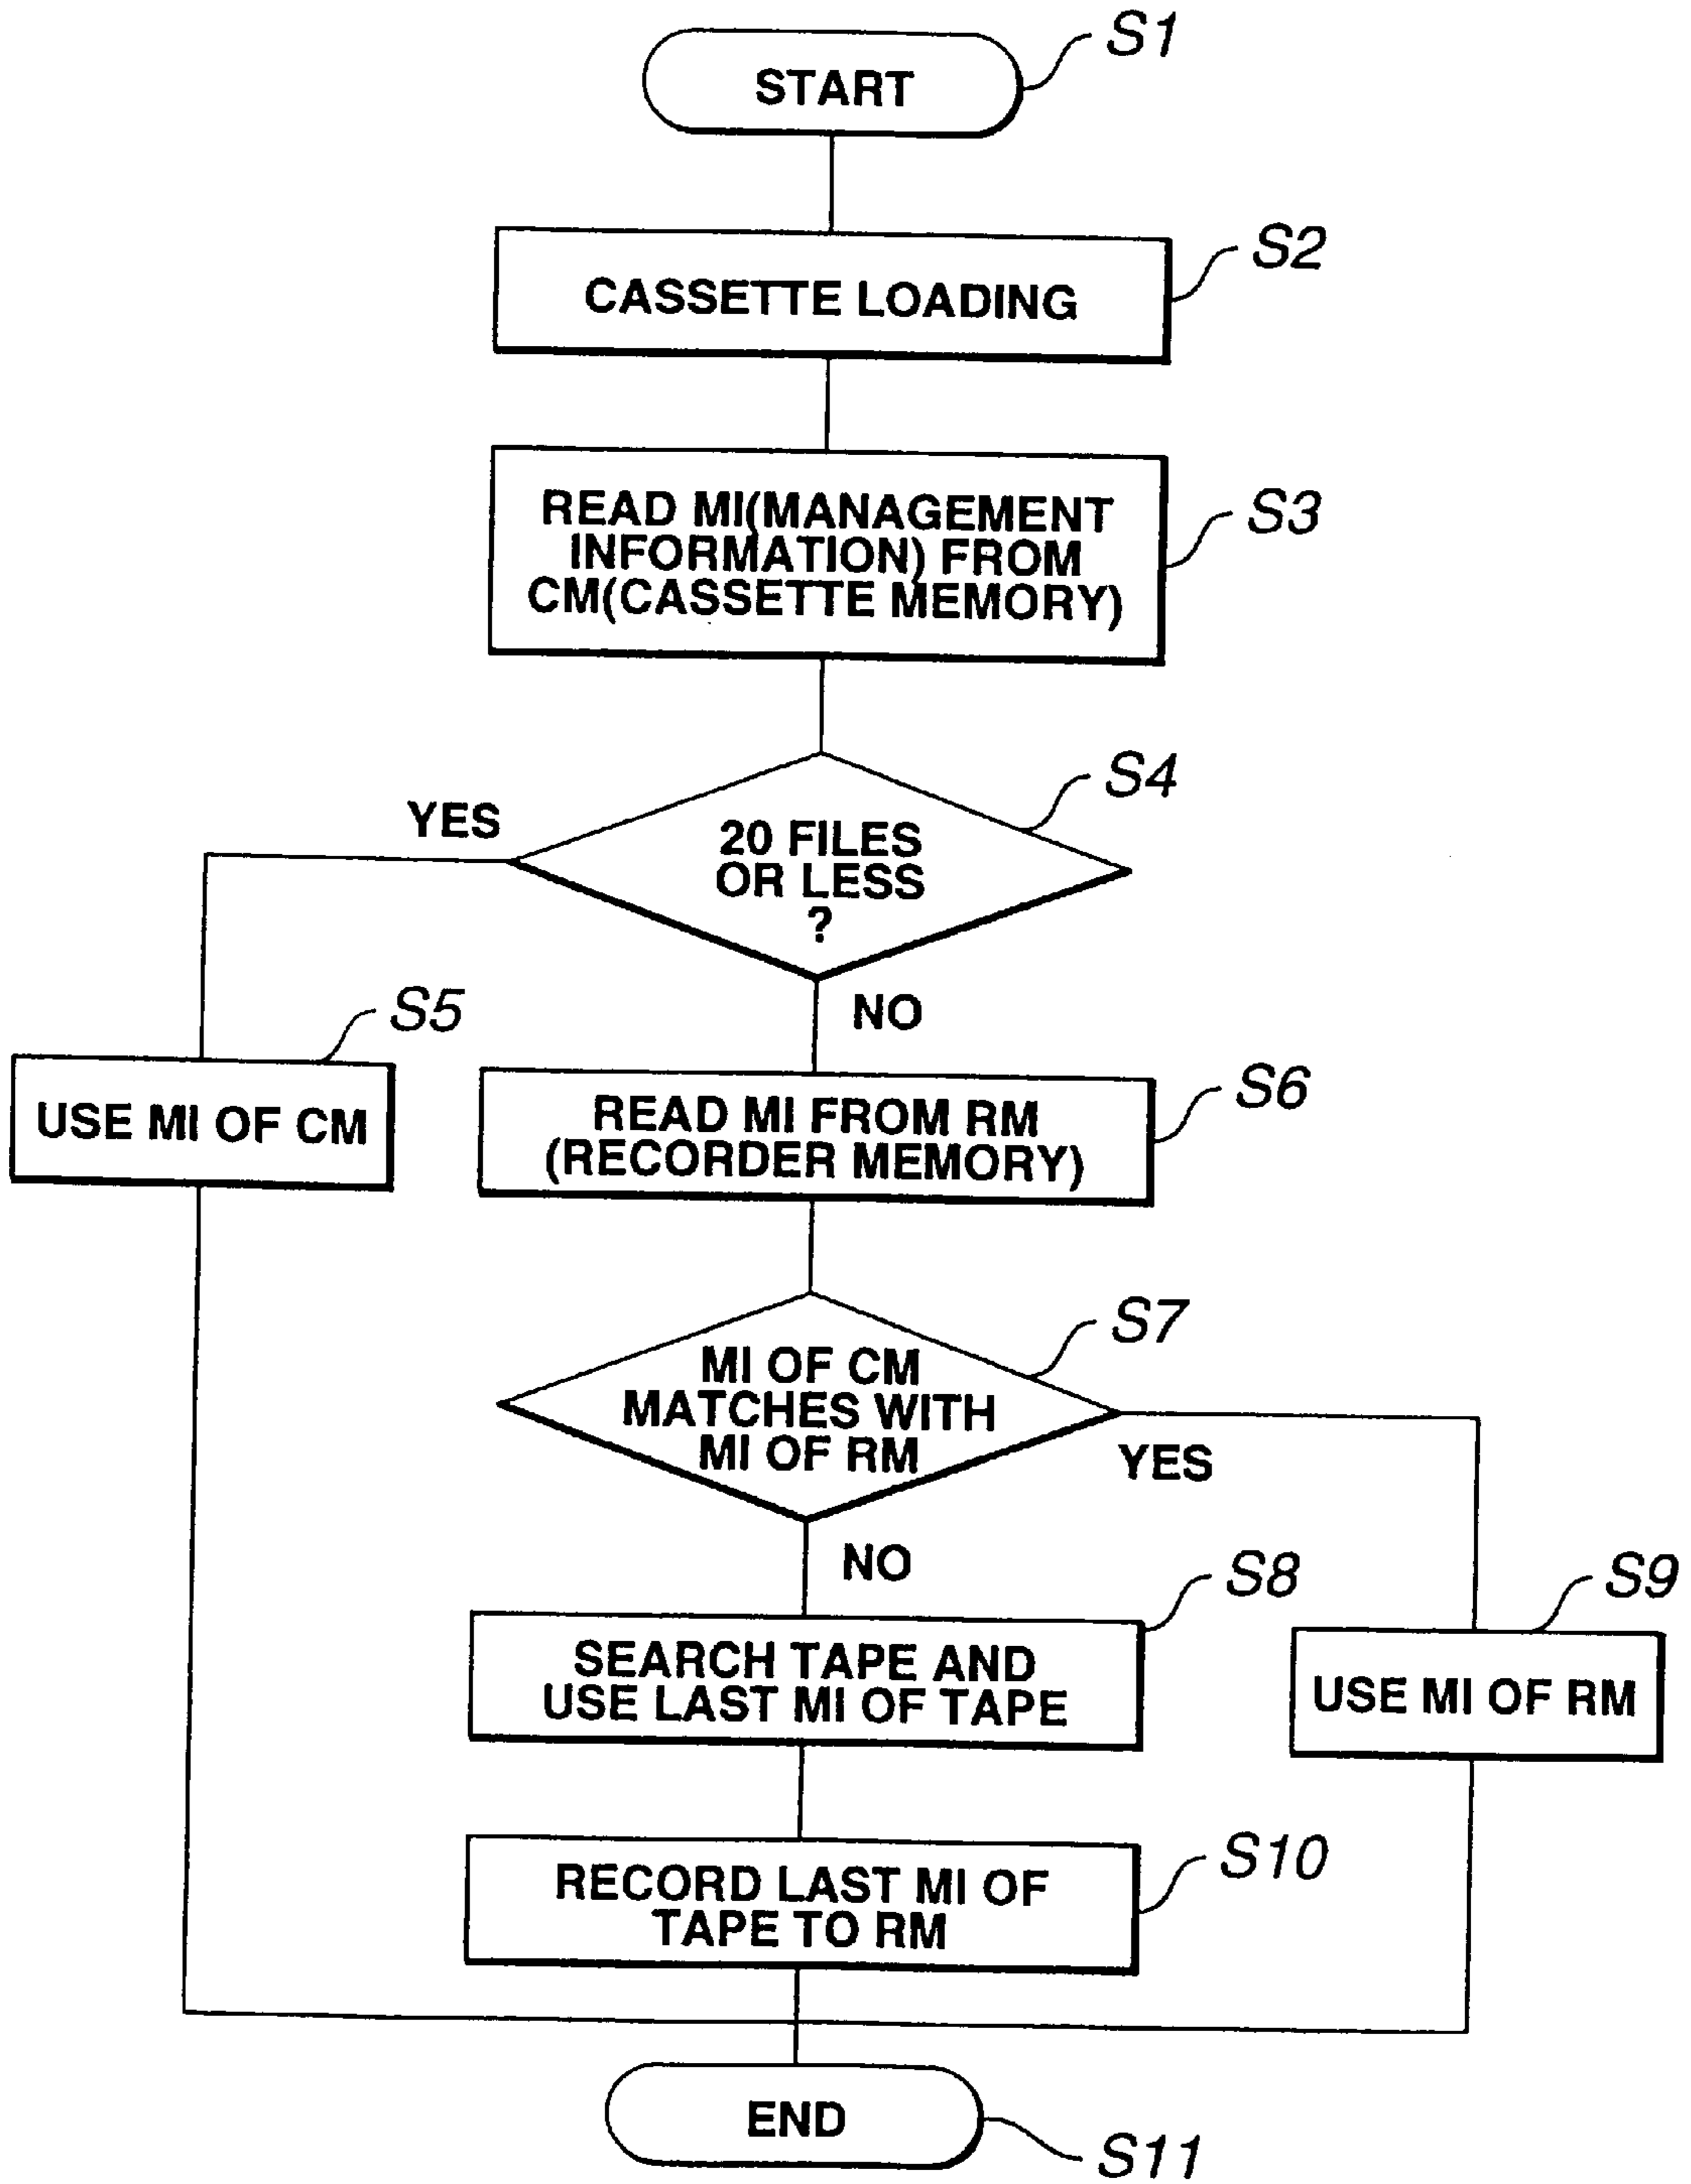 S1
START
S2
CASSETTE LOADING
S3
READ MI(MANAGEMENT
INFORMATION) FROM
CM(CASSETTE MEMORY)
S4
YES
20 FILES
OR LESS
?
NO
S5
USE MI OF CM
S6
READ MI FROM RM
(RECORDER MEMORY)
S7
MI OF CM
MATCHES WITH
MI OF RM
YES
NO
S8
SEARCH TAPE AND
USE LAST MI OF TAPE
S9
USE MI OF RM
S10
RECORD LAST MI OF
TAPE TO RM
END
S11